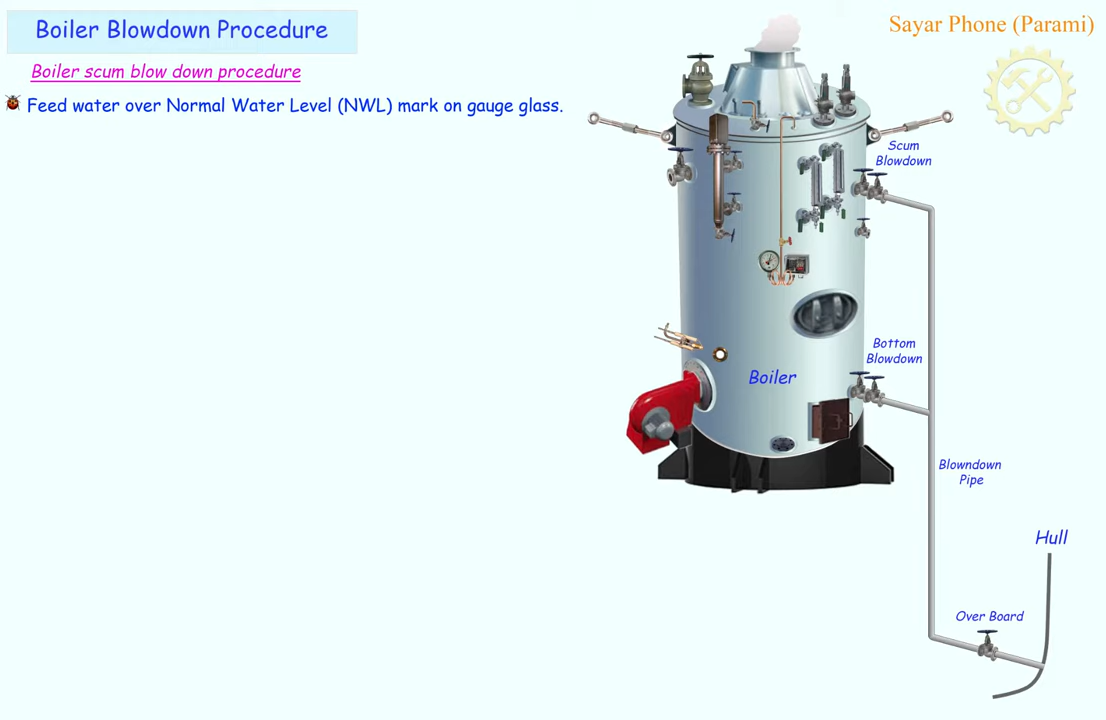 Boiler Blowdown Procedure
Sayar Phone (Parami)
Boiler scum blow down procedure
Feed water over Normal Water Level (NWL) mark on gauge glass.
Scum
Blowdown
Bottom
Blowdown
Boiler
Blowndown
Pipe
Hull
Over Board